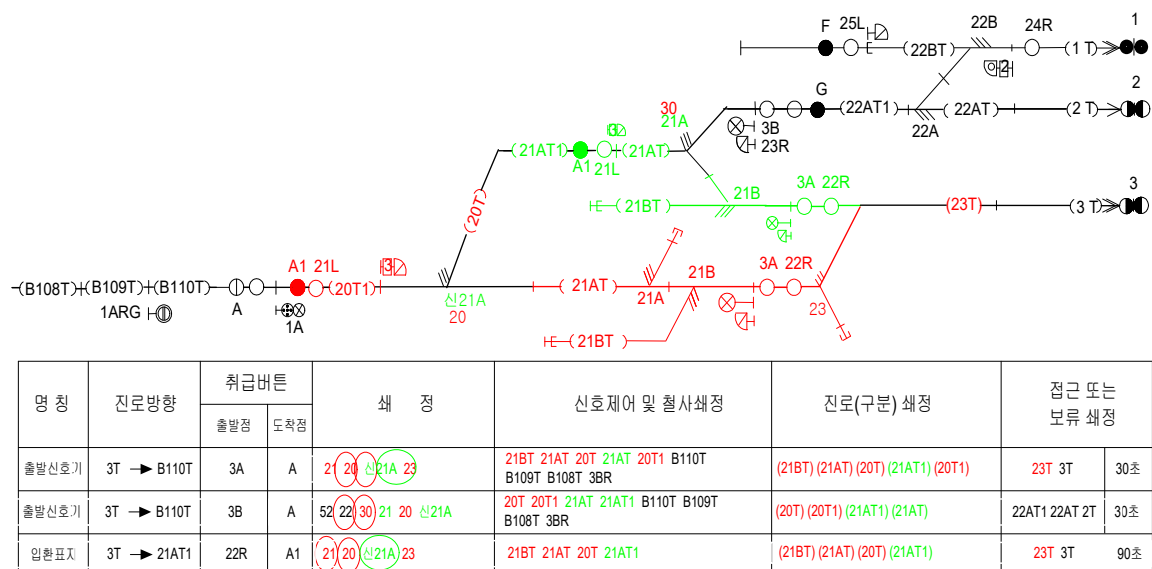 F 25L 22B 24R 1
(22BT) (1 T)
G 2 2
30 (22AT1) (22AT) (2 T)
21A 3B 22A
23R
(21AT1) A1 21L 3 (21AT)
3A 22R 3
21B
(21BT) (23T) (3 T)
(20T)
A1 21L 3 3A 22R
21B
(B108T) (B109T) (B110T) (20T1) (21AT)
신21A 21A
1ARG A 1A 20 23
(21BT)
명 칭 진로방향 취급버튼 쇄 정 신호제어 및 철사쇄정 진로(구분) 쇄정 접근 또는
보류 쇄정
출발점 도착점
출발신호기 3T → B110T 3A A 21 20 신21A 23 21BT 21AT 20T 21AT 20T1 B110T
B109T B108T 3BR
(21BT) (21AT) (20T) (21AT1) (20T1) 23T 3T 30초
출발신호기 3T → B110T 3B A 52 22 30 21 20 신21A 20T 20T1 21AT 21AT1 B110T B109T
B108T 3BR
(20T) (20T1) (21AT1) (21AT) 22AT1 22AT 2T 30초
입환표지 3T → 21AT1 22R A1 21 20 신21A 23 21BT 21AT 20T 21AT1 (21BT) (21AT) (20T) (21AT1) 23T 3T 90초